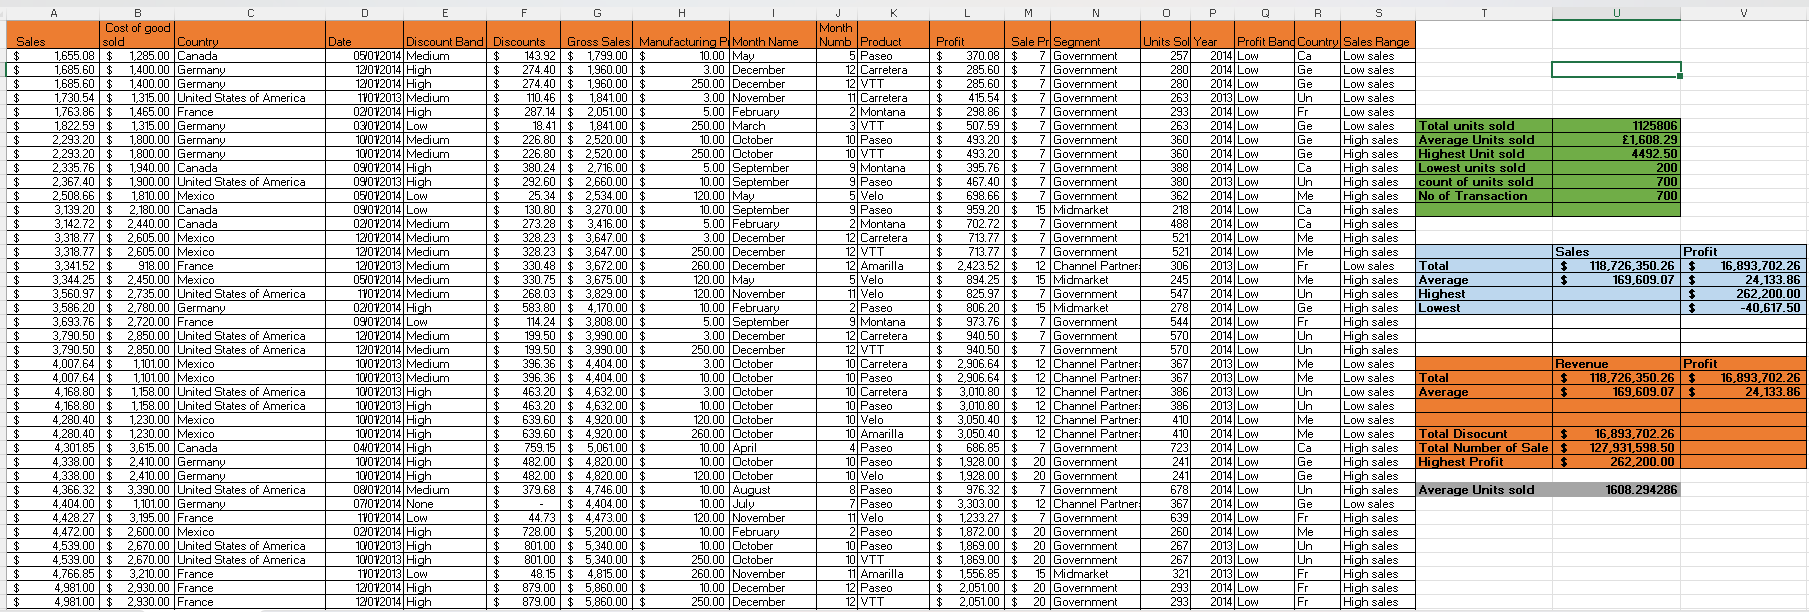 A B C D E F G H I J K L M N O P Q R S T U V
Cost of good Month
Sales sold Country Date Discount Band Discounts Gross Sales Manufacturing Pr Month Name Numb Product Profit Sale Pr Segment Units Sol Year Profit Band Country Sales Range
$ 1,655.08 $ 1,285.00 Canada 05/01/2014 Medium $ 143.92 $ 1,799.00 $ 10.00 May 5 Paseo $ 370.08 $ 7 Government 257 2014 Low Ca Low sales
$ 1,685.60 $ 1,400.00 Germany 12/01/2014 High $ 274.40 $ 1,960.00 $ 3.00 December 12 Carretera $ 285.60 $ 7 Government 280 2014 Low Ge Low sales
$ 1,685.60 $ 1,400.00 Germany 12/01/2014 High $ 274.40 $ 1,960.00 $ 250.00 December 12 VTT $ 285.60 $ 7 Government 280 2014 Low Ge Low sales
$ 1,730.54 $ 1,315.00 United States of America 11/01/2013 Medium $ 110.46 $ 1,841.00 $ 3.00 November 11 Carretera $ 415.54 $ 7 Government 263 2013 Low Un Low sales
$ 1,763.86 $ 1,465.00 France 02/01/2014 High $ 287.14 $ 2,051.00 $ 5.00 February 2 Montana $ 298.86 $ 7 Government 293 2014 Low Fr Low sales
$ 1,822.59 $ 1,315.00 Germany 03/01/2014 Low $ 18.41 $ 1,841.00 $ 250.00 March 3 VTT $ 507.59 $ 7 Government 263 2014 Low Ge Low sales Total units sold 1125806
$ 2,293.20 $ 1,800.00 Germany 10/01/2014 Medium $ 226.80 $ 2,520.00 $ 10.00 October 10 Paseo $ 493.20 $ 7 Government 360 2014 Low Ge High sales Average Units sold £1,608.29
$ 2,293.20 $ 1,800.00 Germany 10/01/2014 Medium $ 226.80 $ 2,520.00 $ 250.00 October 10 VTT $ 493.20 $ 7 Government 360 2014 Low Ge High sales Highest Unit sold 4492.50
$ 2,335.76 $ 1,940.00 Canada 09/01/2014 High $ 380.24 $ 2,716.00 $ 5.00 September 9 Montana $ 395.76 $ 7 Government 388 2014 Low Ca High sales Lowest units sold 200
$ 2,367.40 $ 1,900.00 United States of America 09/01/2013 High $ 292.60 $ 2,660.00 $ 10.00 September 9 Paseo $ 467.40 $ 7 Government 380 2013 Low Un High sales count of units sold 700
$ 2,508.66 $ 1,810.00 Mexico 05/01/2014 Low $ 25.34 $ 2,534.00 $ 120.00 May 5 Velo $ 698.66 $ 7 Government 362 2014 Low Me High sales No of Transaction 700
$ 3,139.20 $ 2,180.00 Canada 09/01/2014 Low $ 130.80 $ 3,270.00 $ 10.00 September 9 Paseo $ 959.20 $ 15 Midmarket 218 2014 Low Ca High sales
$ 3,142.72 $ 2,440.00 Canada 02/01/2014 Medium $ 273.28 $ 3,416.00 $ 5.00 February 2 Montana $ 702.72 $ 7 Government 488 2014 Low Ca High sales
$ 3,318.77 $ 2,605.00 Mexico 12/01/2014 Medium $ 328.23 $ 3,647.00 $ 3.00 December 12 Carretera $ 713.77 $ 7 Government 521 2014 Low Me High sales
$ 3,318.77 $ 2,605.00 Mexico 12/01/2014 Medium $ 328.23 $ 3,647.00 $ 250.00 December 12 VTT $ 713.77 $ 7 Government 521 2014 Low Me High sales Sales Profit
$ 3,341.52 $ 918.00 France 12/01/2013 Medium $ 330.48 $ 3,672.00 $ 260.00 December 12 Amarilla $ 2,423.52 $ 12 Channel Partners 306 2013 Low Fr Low sales Total $ 118,726,350.26 $ 16,893,702.26
$ 3,344.25 $ 2,450.00 Mexico 05/01/2014 Medium $ 330.75 $ 3,675.00 $ 120.00 May 5 Velo $ 894.25 $ 15 Midmarket 245 2014 Low Me High sales Average $ 169,609.07 $ 24,133.86
$ 3,560.97 $ 2,735.00 United States of America 11/01/2014 Medium $ 268.03 $ 3,829.00 $ 120.00 November 11 Velo $ 825.97 $ 7 Government 547 2014 Low Un High sales Highest $ 262,200.00
$ 3,586.20 $ 2,780.00 Germany 02/01/2014 High $ 583.80 $ 4,170.00 $ 10.00 February 2 Paseo $ 806.20 $ 15 Midmarket 278 2014 Low Ge High sales Lowest $ -40,617.50
$ 3,693.76 $ 2,720.00 France 09/01/2014 Low $ 114.24 $ 3,808.00 $ 5.00 September 9 Montana $ 973.76 $ 7 Government 544 2014 Low Fr High sales
$ 3,790.50 $ 2,850.00 United States of America 12/01/2014 Medium $ 199.50 $ 3,990.00 $ 3.00 December 12 Carretera $ 940.50 $ 7 Government 570 2014 Low Un High sales
$ 3,790.50 $ 2,850.00 United States of America 12/01/2014 Medium $ 199.50 $ 3,990.00 $ 250.00 December 12 VTT $ 940.50 $ 7 Government 570 2014 Low Un High sales
$ 4,007.64 $ 1,101.00 Mexico 10/01/2013 Medium $ 396.36 $ 4,404.00 $ 3.00 October 10 Carretera $ 2,906.64 $ 12 Channel Partners 367 2013 Low Me Low sales Revenue Profit
$ 4,007.64 $ 1,101.00 Mexico 10/01/2013 Medium $ 396.36 $ 4,404.00 $ 10.00 October 10 Paseo $ 2,906.64 $ 12 Channel Partners 367 2013 Low Me Low sales Total $ 118,726,350.26 $ 16,893,702.26
$ 4,168.80 $ 1,158.00 United States of America 10/01/2013 High $ 463.20 $ 4,632.00 $ 3.00 October 10 Carretera $ 3,010.80 $ 12 Channel Partners 386 2013 Low Un Low sales Average $ 169,609.07 $ 24,133.86
$ 4,168.80 $ 1,158.00 United States of America 10/01/2013 High $ 463.20 $ 4,632.00 $ 10.00 October 10 Paseo $ 3,010.80 $ 12 Channel Partners 386 2013 Low Un Low sales
$ 4,280.40 $ 1,230.00 Mexico 10/01/2014 High $ 639.60 $ 4,920.00 $ 120.00 October 10 Velo $ 3,050.40 $ 12 Channel Partners 410 2014 Low Me Low sales
$ 4,280.40 $ 1,230.00 Mexico 10/01/2014 High $ 639.60 $ 4,920.00 $ 260.00 October 10 Amarilla $ 3,050.40 $ 12 Channel Partners 410 2014 Low Me Low sales Total Disocunt $ 16,893,702.26
$ 4,301.85 $ 3,615.00 Canada 04/01/2014 High $ 759.15 $ 5,061.00 $ 10.00 April 4 Paseo $ 686.85 $ 7 Government 723 2014 Low Ca High sales Total Number of Sale $ 127,931,598.50
$ 4,338.00 $ 2,410.00 Germany 10/01/2014 High $ 482.00 $ 4,820.00 $ 10.00 October 10 Paseo $ 1,928.00 $ 20 Government 241 2014 Low Ge High sales Highest Profit $ 262,200.00
$ 4,338.00 $ 2,410.00 Germany 10/01/2014 High $ 482.00 $ 4,820.00 $ 120.00 October 10 Velo $ 1,928.00 $ 20 Government 241 2014 Low Ge High sales
$ 4,366.32 $ 3,390.00 United States of America 08/01/2014 Medium $ 379.68 $ 4,746.00 $ 10.00 August 8 Paseo $ 976.32 $ 7 Government 678 2014 Low Un High sales Average Units sold 1608.294286
$ 4,404.00 $ 1,101.00 Germany 07/01/2014 None $ - $ 4,404.00 $ 10.00 July 7 Paseo $ 3,303.00 $ 12 Channel Partners 367 2014 Low Ge Low sales
$ 4,428.27 $ 3,195.00 France 11/01/2014 Low $ 44.73 $ 4,473.00 $ 120.00 November 11 Velo $ 1,233.27 $ 7 Government 639 2014 Low Fr High sales
$ 4,472.00 $ 2,600.00 Mexico 02/01/2014 High $ 728.00 $ 5,200.00 $ 10.00 February 2 Paseo $ 1,872.00 $ 20 Government 260 2014 Low Me High sales
$ 4,539.00 $ 2,670.00 United States of America 10/01/2013 High $ 801.00 $ 5,340.00 $ 10.00 October 10 Paseo $ 1,869.00 $ 20 Government 267 2013 Low Un High sales
$ 4,539.00 $ 2,670.00 United States of America 10/01/2013 High $ 801.00 $ 5,340.00 $ 250.00 October 10 VTT $ 1,869.00 $ 20 Government 267 2013 Low Un High sales
$ 4,766.85 $ 3,210.00 France 11/01/2013 Low $ 48.15 $ 4,815.00 $ 260.00 November 11 Amarilla $ 1,556.85 $ 15 Midmarket 321 2013 Low Fr High sales
$ 4,981.00 $ 2,930.00 France 12/01/2014 High $ 879.00 $ 5,860.00 $ 10.00 December 12 Paseo $ 2,051.00 $ 20 Government 293 2014 Low Fr High sales
$ 4,981.00 $ 2,930.00 France 12/01/2014 High $ 879.00 $ 5,860.00 $ 250.00 December 12 VTT $ 2,051.00 $ 20 Government 293 2014 Low Fr High sales